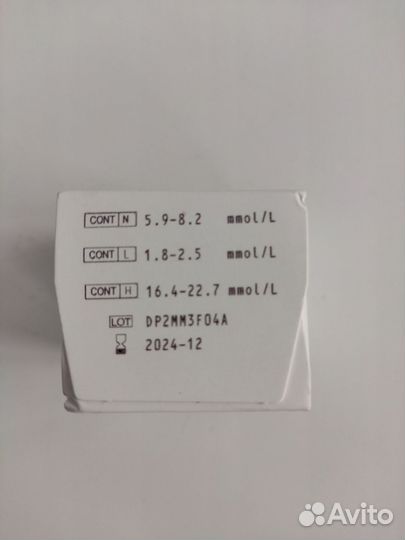 CONT N 5.9-8.2 mmol/L
CONT L 1.8-2.5 mmol/L
CONT H 16.4-22.7 mmol/L
LOT DP2MM3F04A
2024-12
Avito